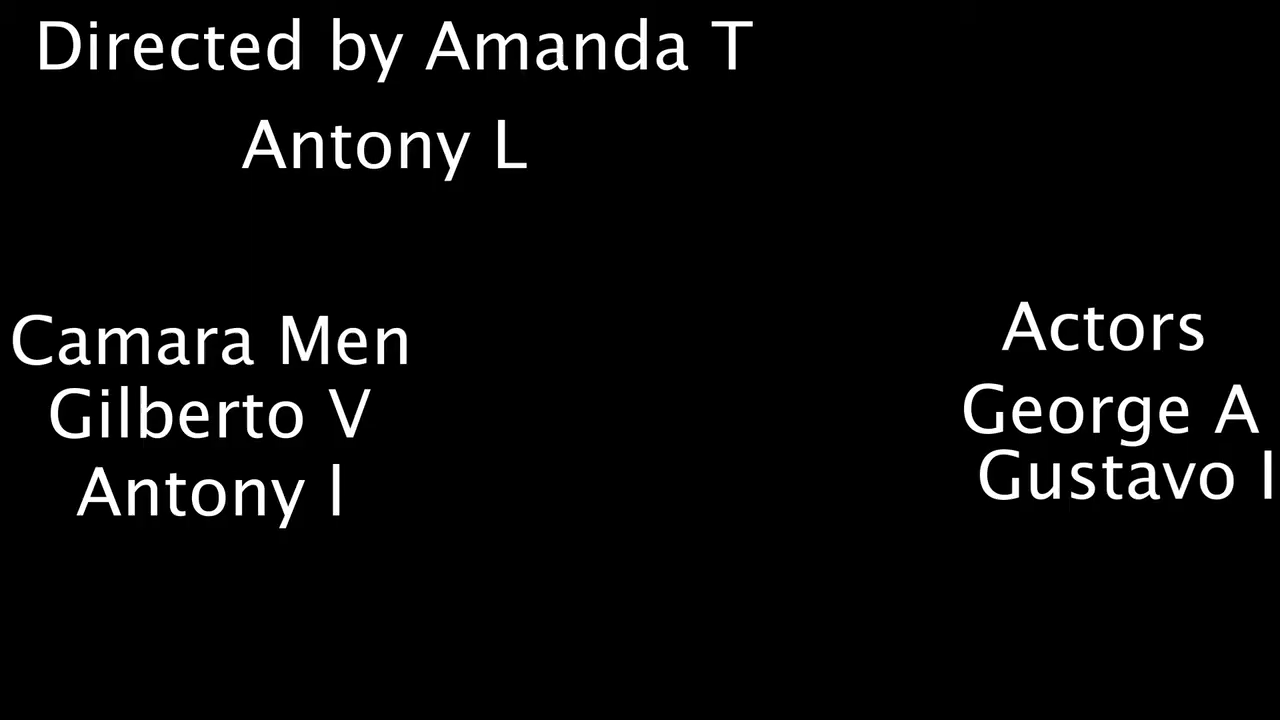 Directed by Amanda T
Antony L
Camara Men
Gilberto V
Antony l
Actors
George A
Gustavo l